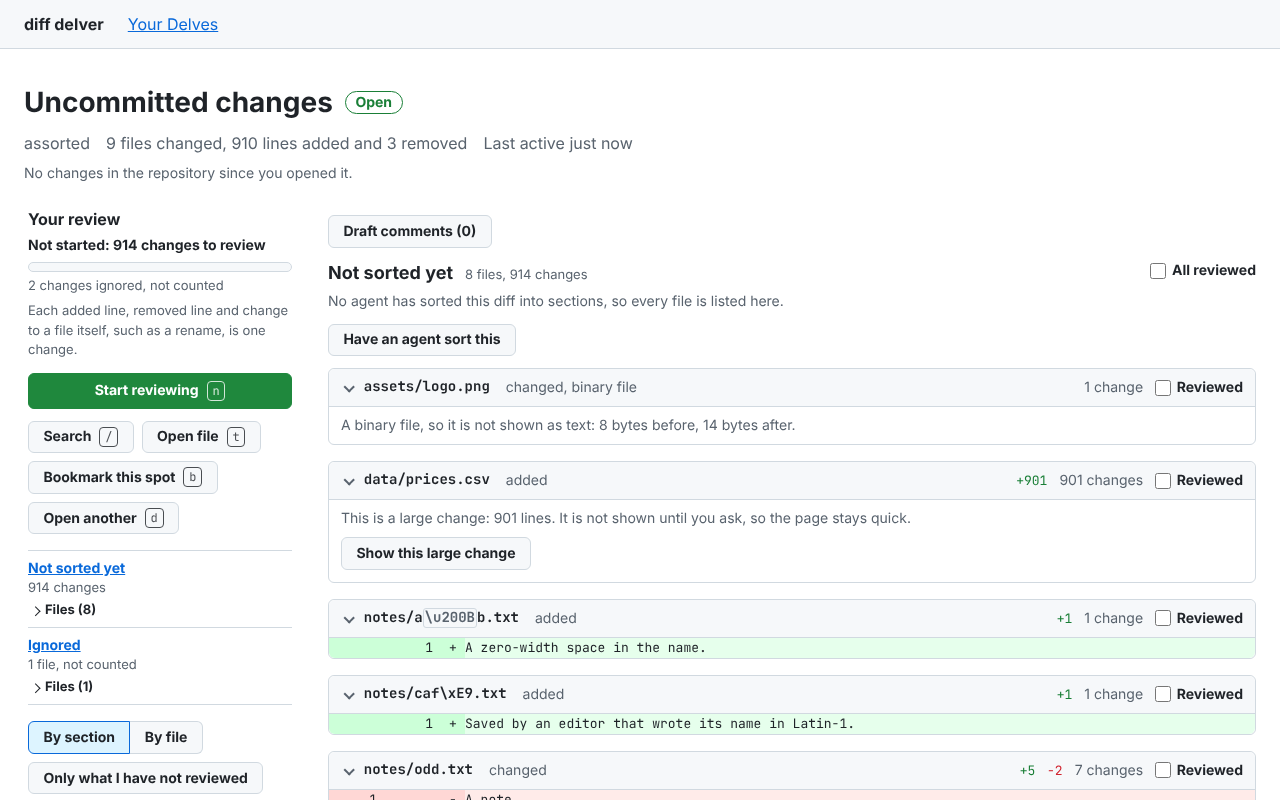 diff delver Your Delves
Uncommitted changes Open
assorted 9 files changed, 910 lines added and 3 removed Last active just now
No changes in the repository since you opened it.
Your review
Not started: 914 changes to review
2 changes ignored, not counted
Each added line, removed line and change
to a file itself, such as a rename, is one
change.
Start reviewing n
Search / Open file t
Bookmark this spot b
Open another d
Not sorted yet
914 changes
Files (8)
Ignored
1 file, not counted
Files (1)
By section By file
Only what I have not reviewed
Draft comments (0)
Not sorted yet 8 files, 914 changes All reviewed
No agent has sorted this diff into sections, so every file is listed here.
Have an agent sort this
assets/logo.png changed, binary file 1 change Reviewed
A binary file, so it is not shown as text: 8 bytes before, 14 bytes after.
data/prices.csv added +901 901 changes Reviewed
This is a large change: 901 lines. It is not shown until you ask, so the page stays quick.
Show this large change
notes/a\u200Bb.txt added +1 1 change Reviewed
1 + A zero-width space in the name.
notes/caf\xE9.txt added +1 1 change Reviewed
1 + Saved by an editor that wrote its name in Latin-1.
notes/odd.txt changed +5 -2 7 changes Reviewed
1 - A note